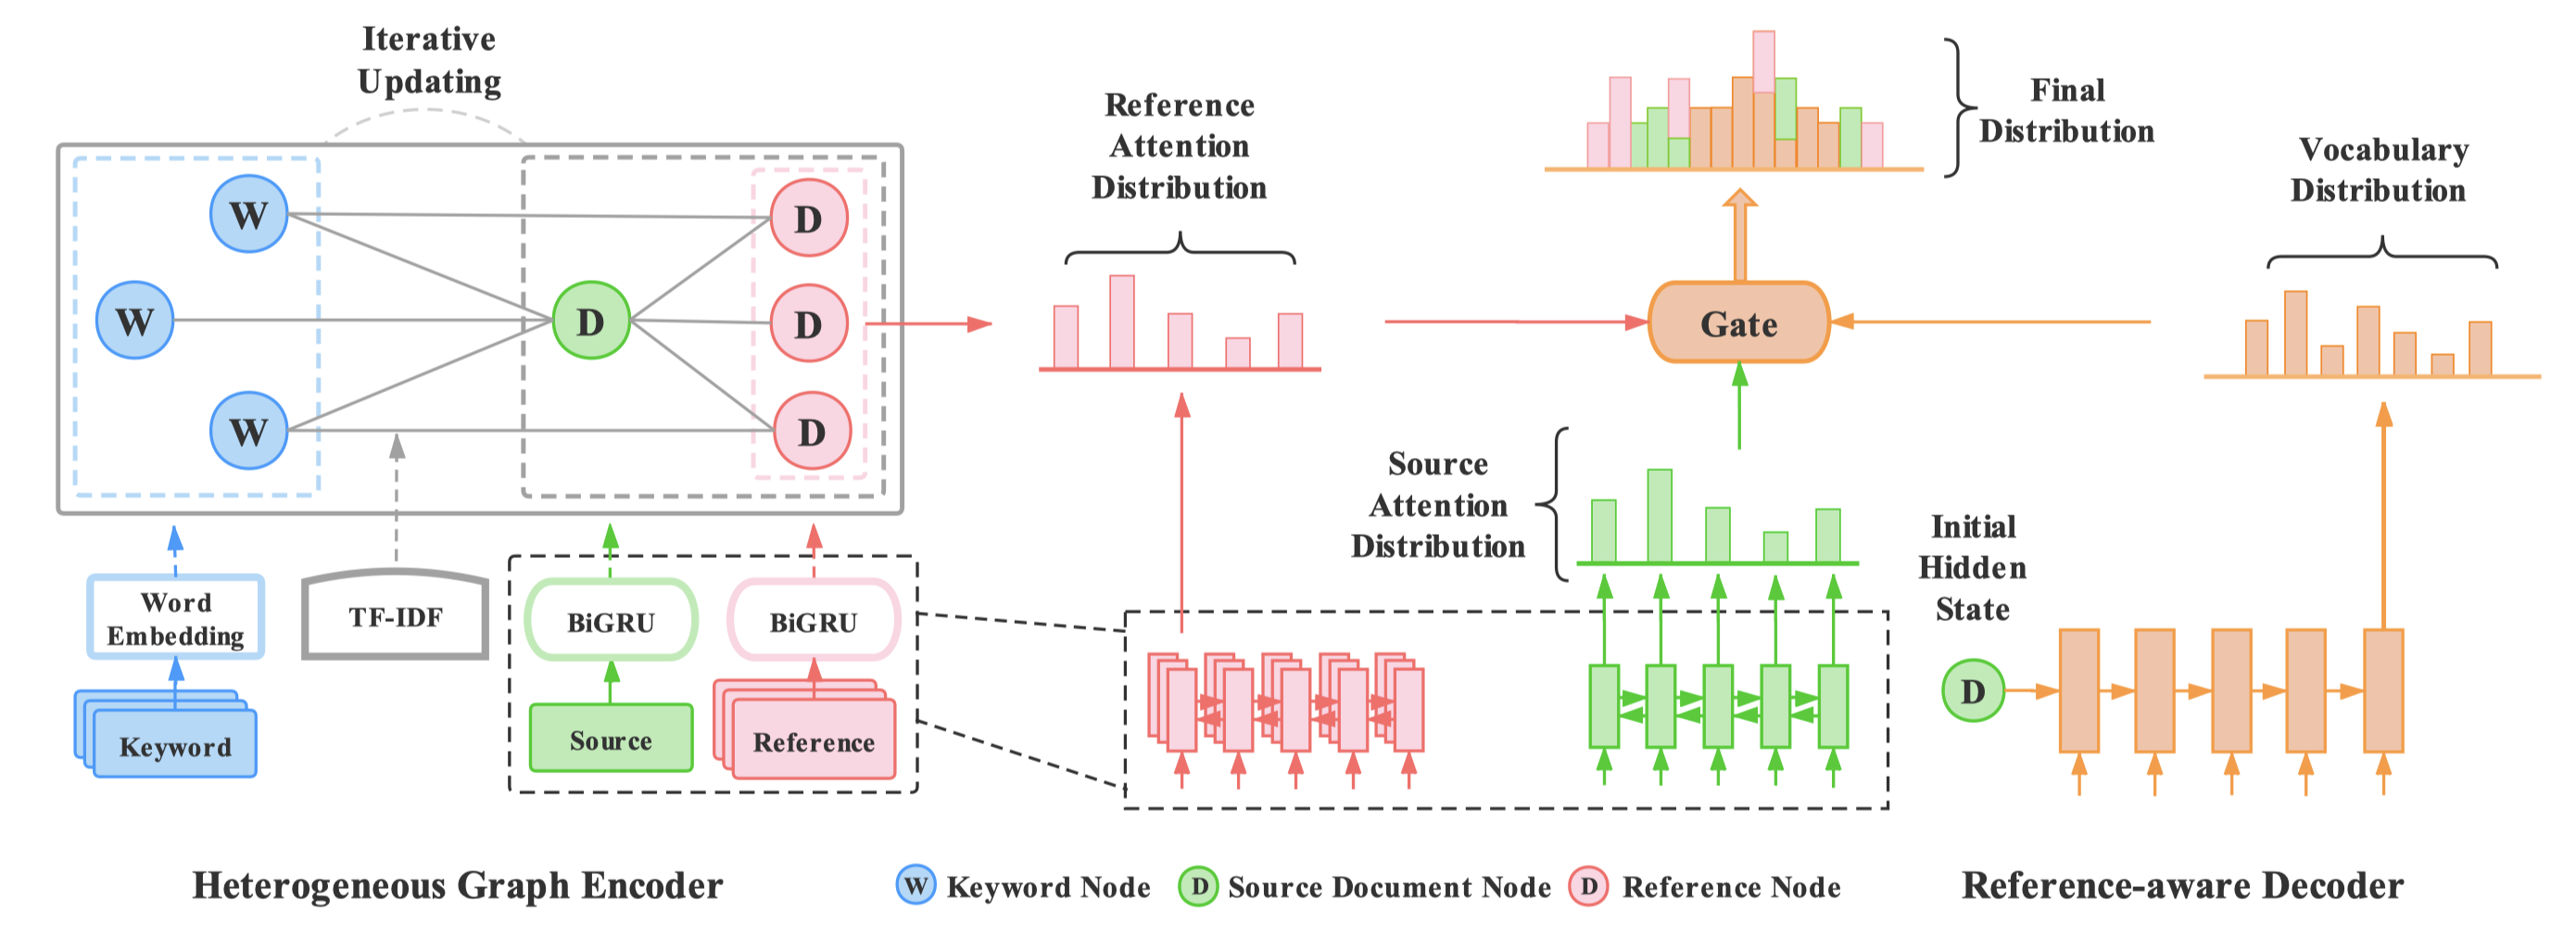 Iterative
Updating
W
W
W
D
D
D
D
Word
Embedding
Keyword
TF-IDF
BiGRU
Source
BiGRU
Reference
Reference
Attention
Distribution
Final
Distribution
Vocabulary
Distribution
Gate
Source
Attention
Distribution
Initial
Hidden
State
D
Heterogeneous Graph Encoder
W Keyword Node
D Source Document Node
D Reference Node
Reference-aware Decoder